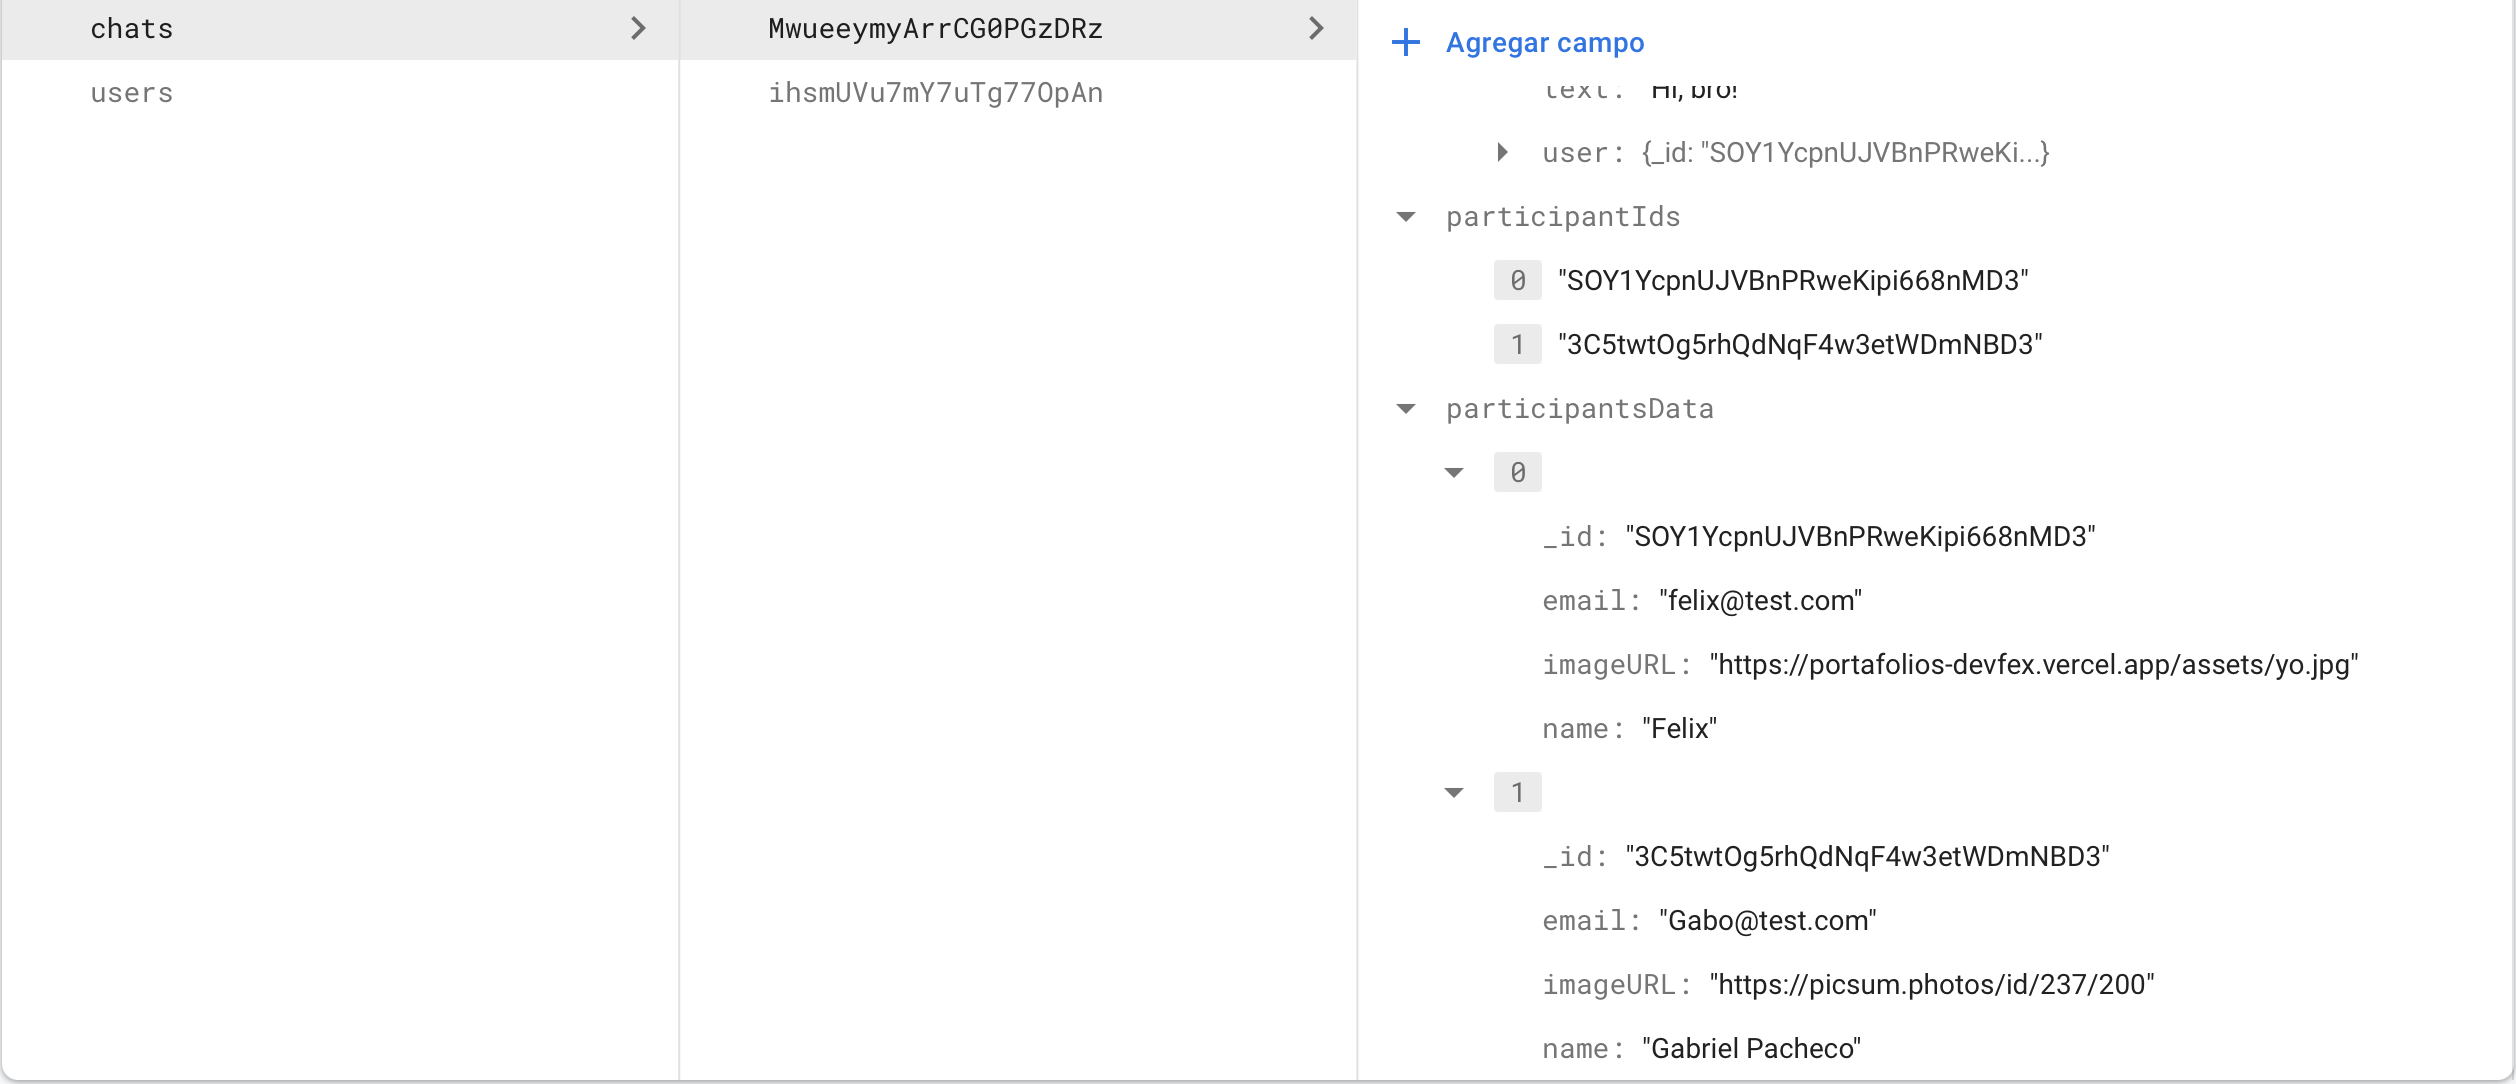 chats
users
MwueeymyArrCG0PGzDRz
ihsmUVu7mY7uTg77OpAn
Agregar campo
text: "Hi, bro!
user: {_id: "SOY1YcpnUJVBnPRweKi...}
participantIds
0 "SOY1YcpnUJVBnPRweKipi668nMD3"
1 "3C5twtOg5rhQdNqF4w3etWDmNBD3"
participantsData
0
_id: "SOY1YcpnUJVBnPRweKipi668nMD3"
email: "felix@test.com"
imageURL: "https://portafolios-devfex.vercel.app/assets/yo.jpg"
name: "Felix"
1
_id: "3C5twtOg5rhQdNqF4w3etWDmNBD3"
email: "Gabo@test.com"
imageURL: "https://picsum.photos/id/237/200"
name: "Gabriel Pacheco"